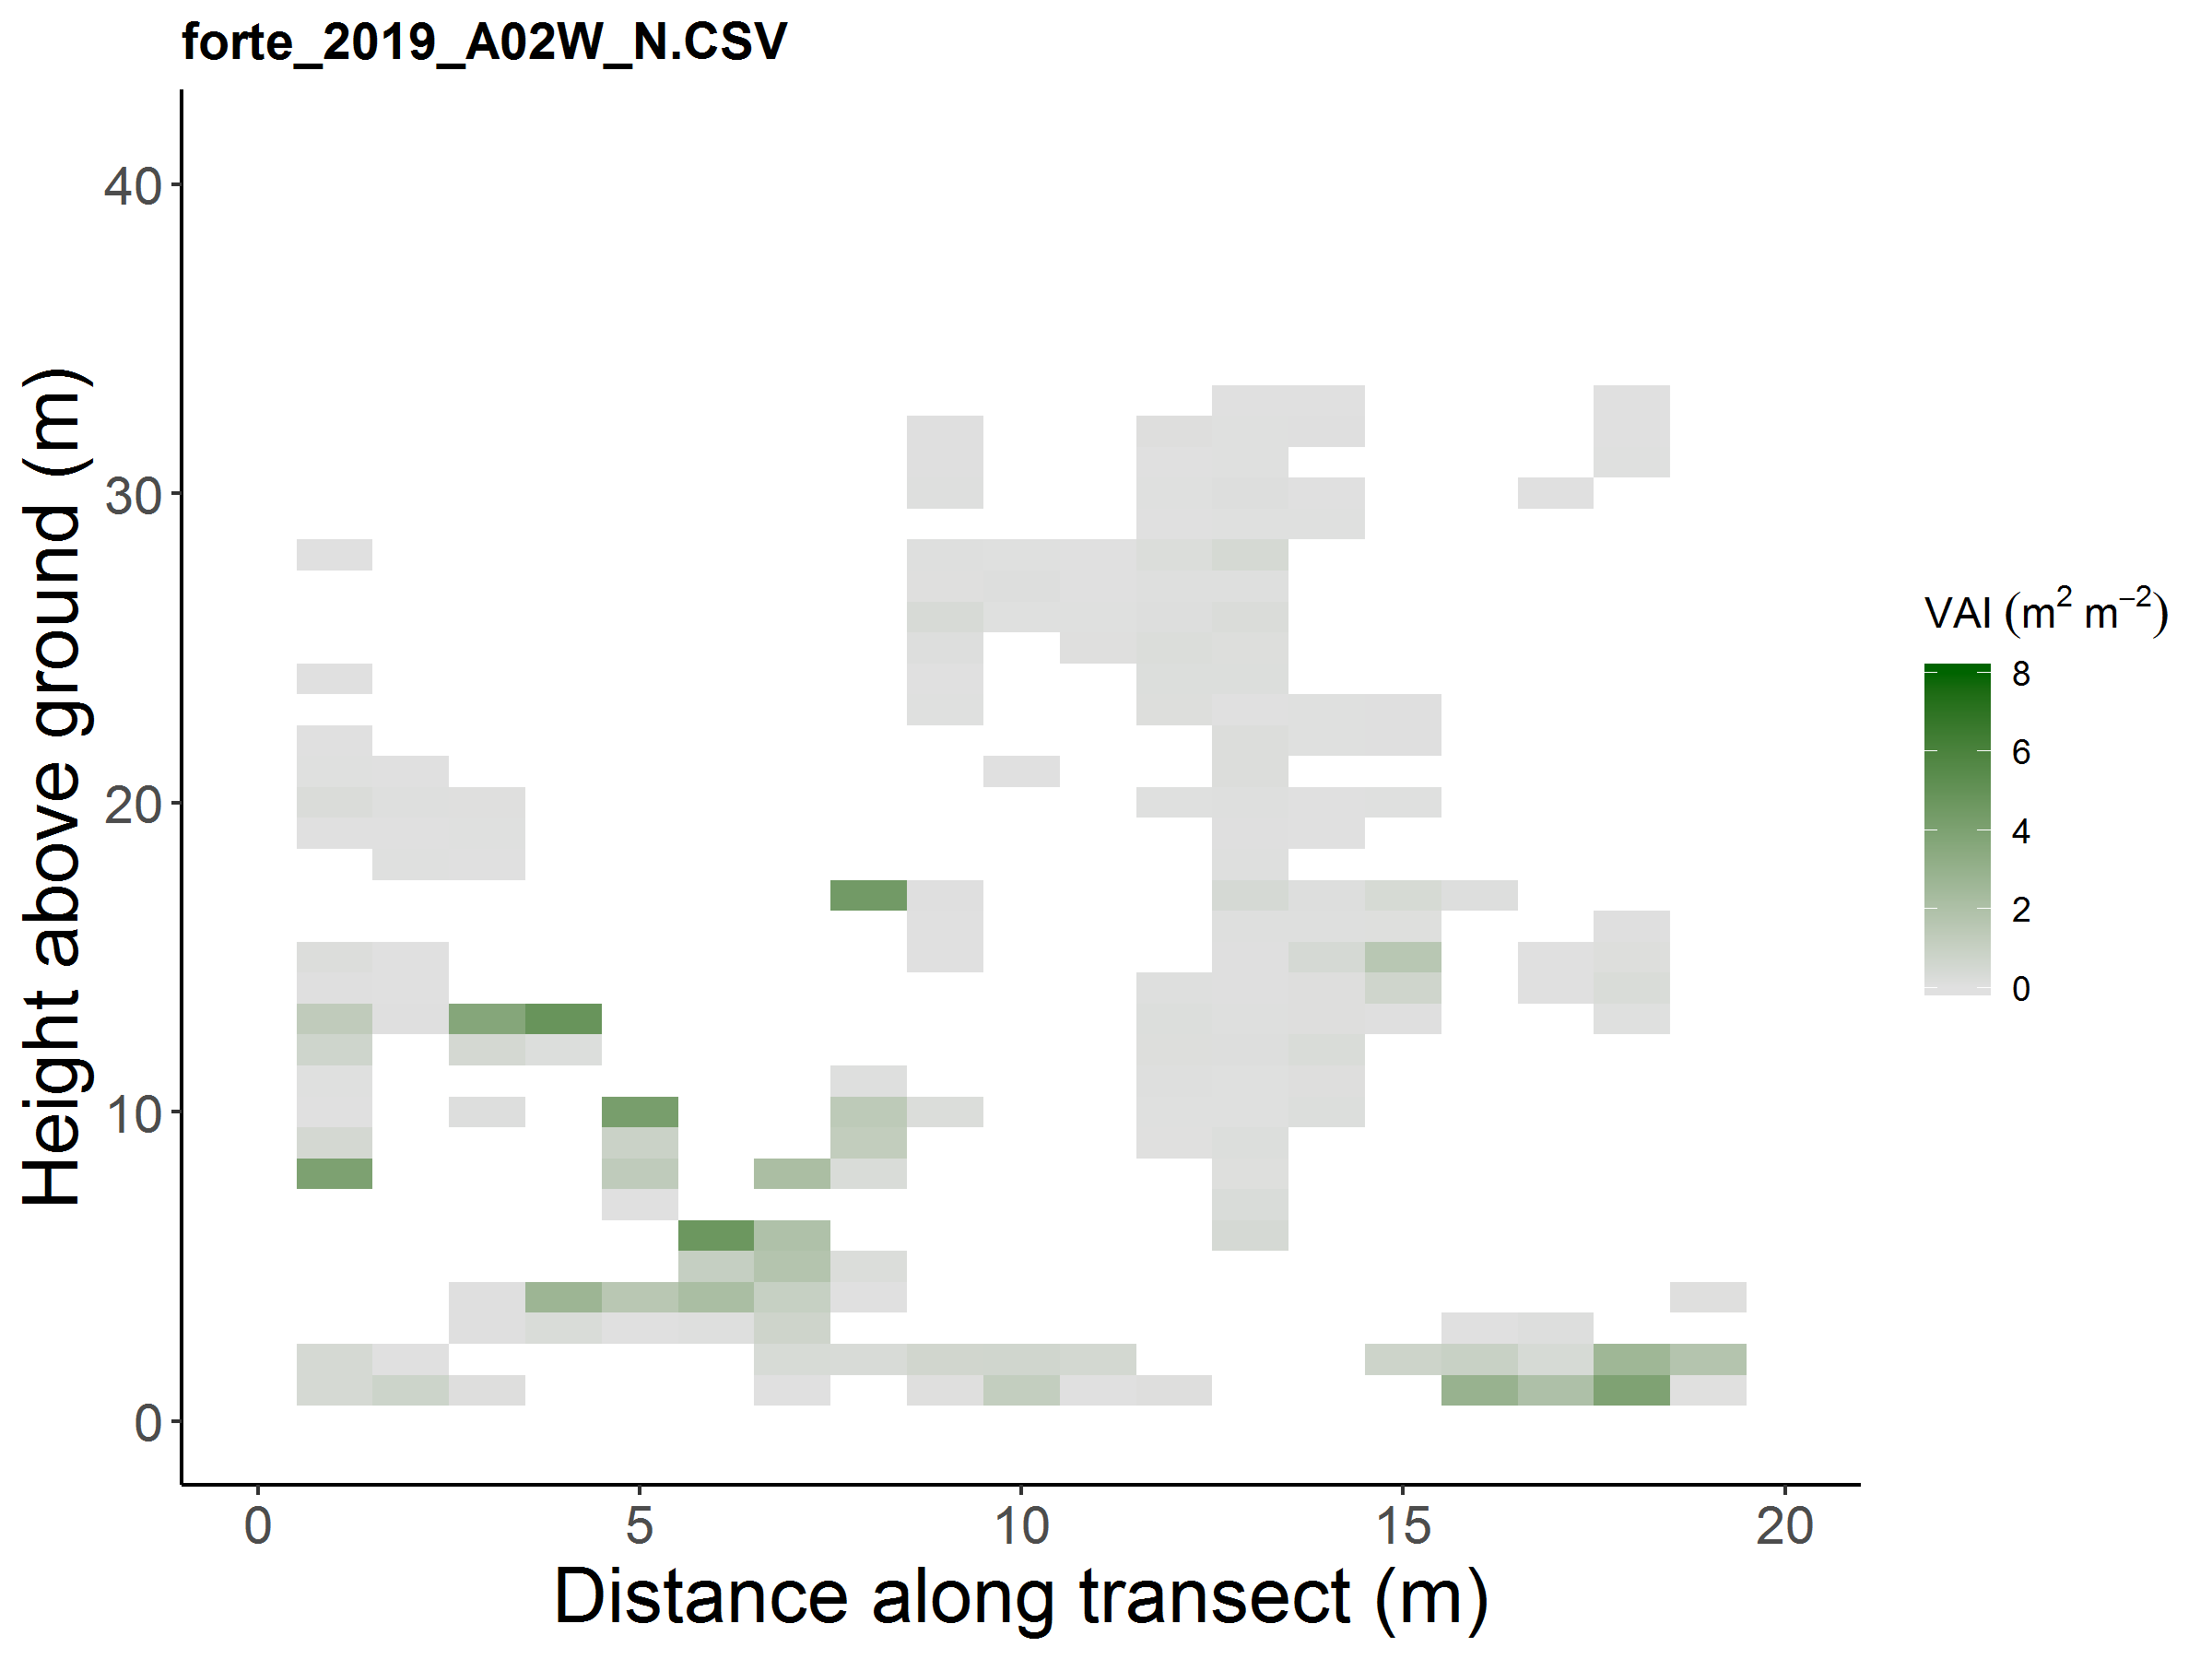 forte_2019_A02W_N.CSV
Height above ground (m)
40
30
20
10
0
0 5 10 15 20
Distance along transect (m)
VAI (m² m⁻²)
8
6
4
2
0